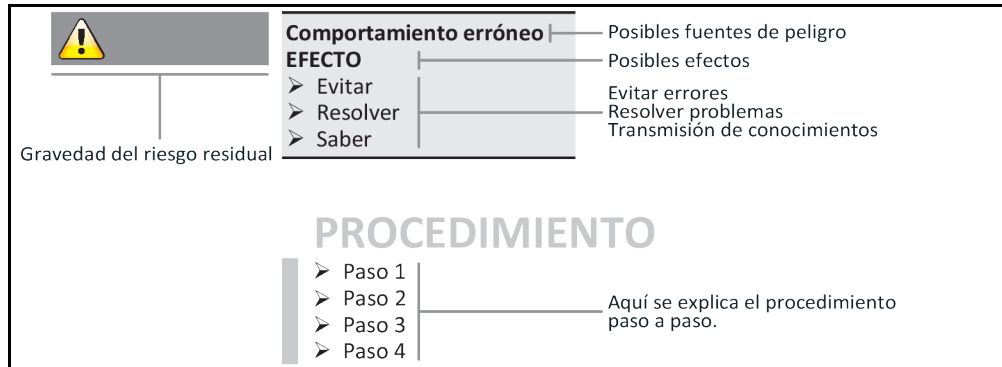 Comportamiento erróneo
Posibles fuentes de peligro
EFECTO
Posibles efectos
➢ Evitar
➢ Resolver
➢ Saber
Evitar errores
Resolver problemas
Transmisión de conocimientos
Gravedad del riesgo residual
PROCEDIMIENTO
➢ Paso 1
➢ Paso 2
➢ Paso 3
➢ Paso 4
Aquí se explica el procedimiento
paso a paso.